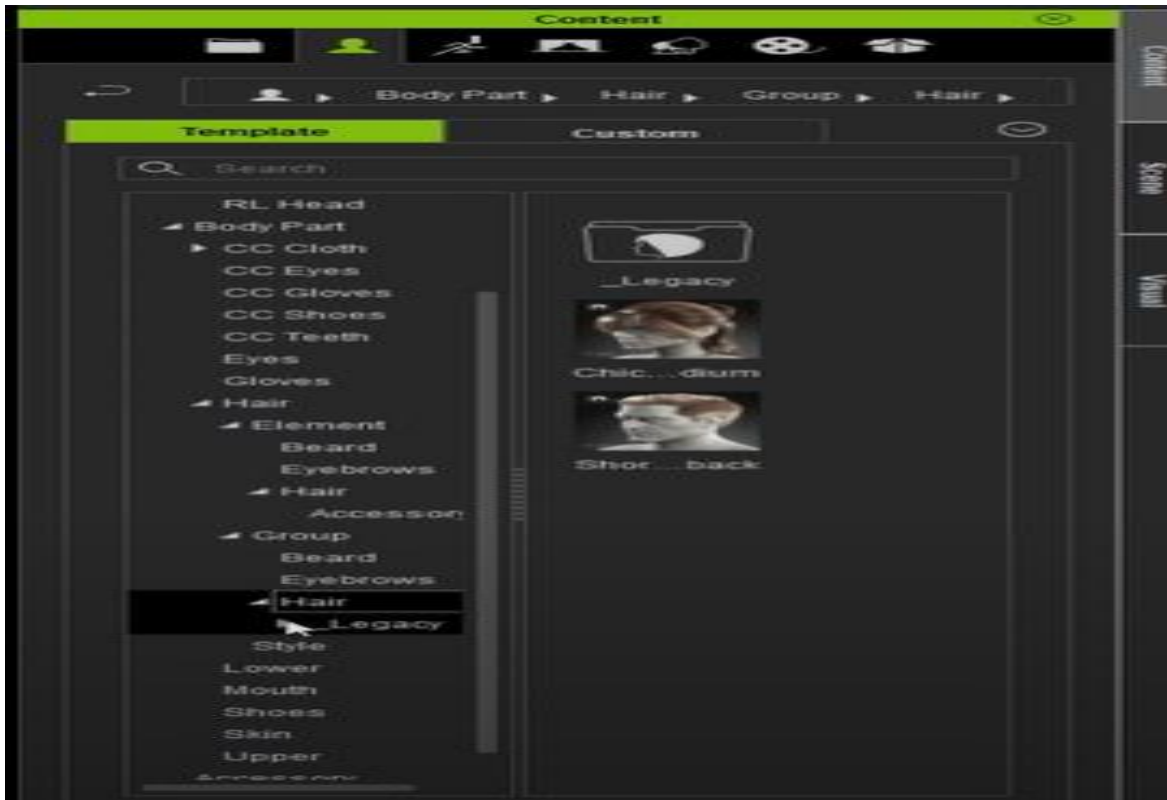 Content
Body Part Hair Group Hair
Template Custom
Search
RL Head
Body Part
CC Cloth
CC Eyes
CC Gloves
CC Shoes
CC Teeth
Eyes
Gloves
Hair
Element
Beard
Eyebrows
Hair
Accessor
Group
Beard
Eyebrows
Hair
_Legacy
Style
Lower
Mouth
Shoes
Skin
Upper
_Legacy
Chic...dium
Shor...back
Content
Scene
Visual